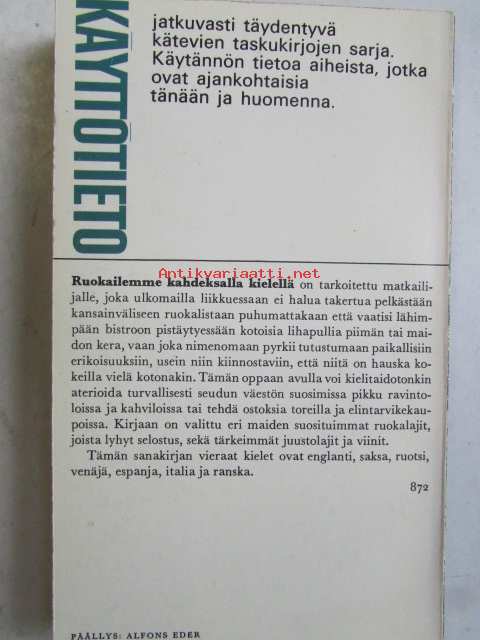 KÄYTTÖTIETO
jatkuvasti täydentyvä
kätevien taskukirjojen sarja.
Käytännön tietoa aiheista, jotka
ovat ajankohtaisia
tänään ja huomenna.
Antikvariaatti.net
Ruokailemme kahdeksalla kielellä on tarkoitettu matkaili-
jalle, joka ulkomailla liikkuessaan ei halua takertua pelkästään
kansainväliseen ruokalistaan puhumattakaan että vaatisi lähim-
pään bistroon pistäytyessään kotoisia lihapullia piimän tai mai-
don kera, vaan joka nimenomaan pyrkii tutustumaan paikallisiin
erikoisuuksiin, usein niin kiinnostaviin, että niitä on hauska ko-
keilla vielä kotonakin. Tämän oppaan avulla voi kielitaidotonkin
aterioida turvallisesti seudun väestön suosimissa pikku ravinto-
loissa ja kahviloissa tai tehdä ostoksia toreilla ja elintarvikekau-
poissa. Kirjaan on valittu eri maiden suosituimmat ruokalajit,
joista lyhyt selostus, sekä tärkeimmät juustolajit ja viinit.
Tämän sanakirjan vieraat kielet ovat englanti, saksa, ruotsi,
venäjä, espanja, italia ja ranska.
872
PÄÄLLYS: ALFONS EDER